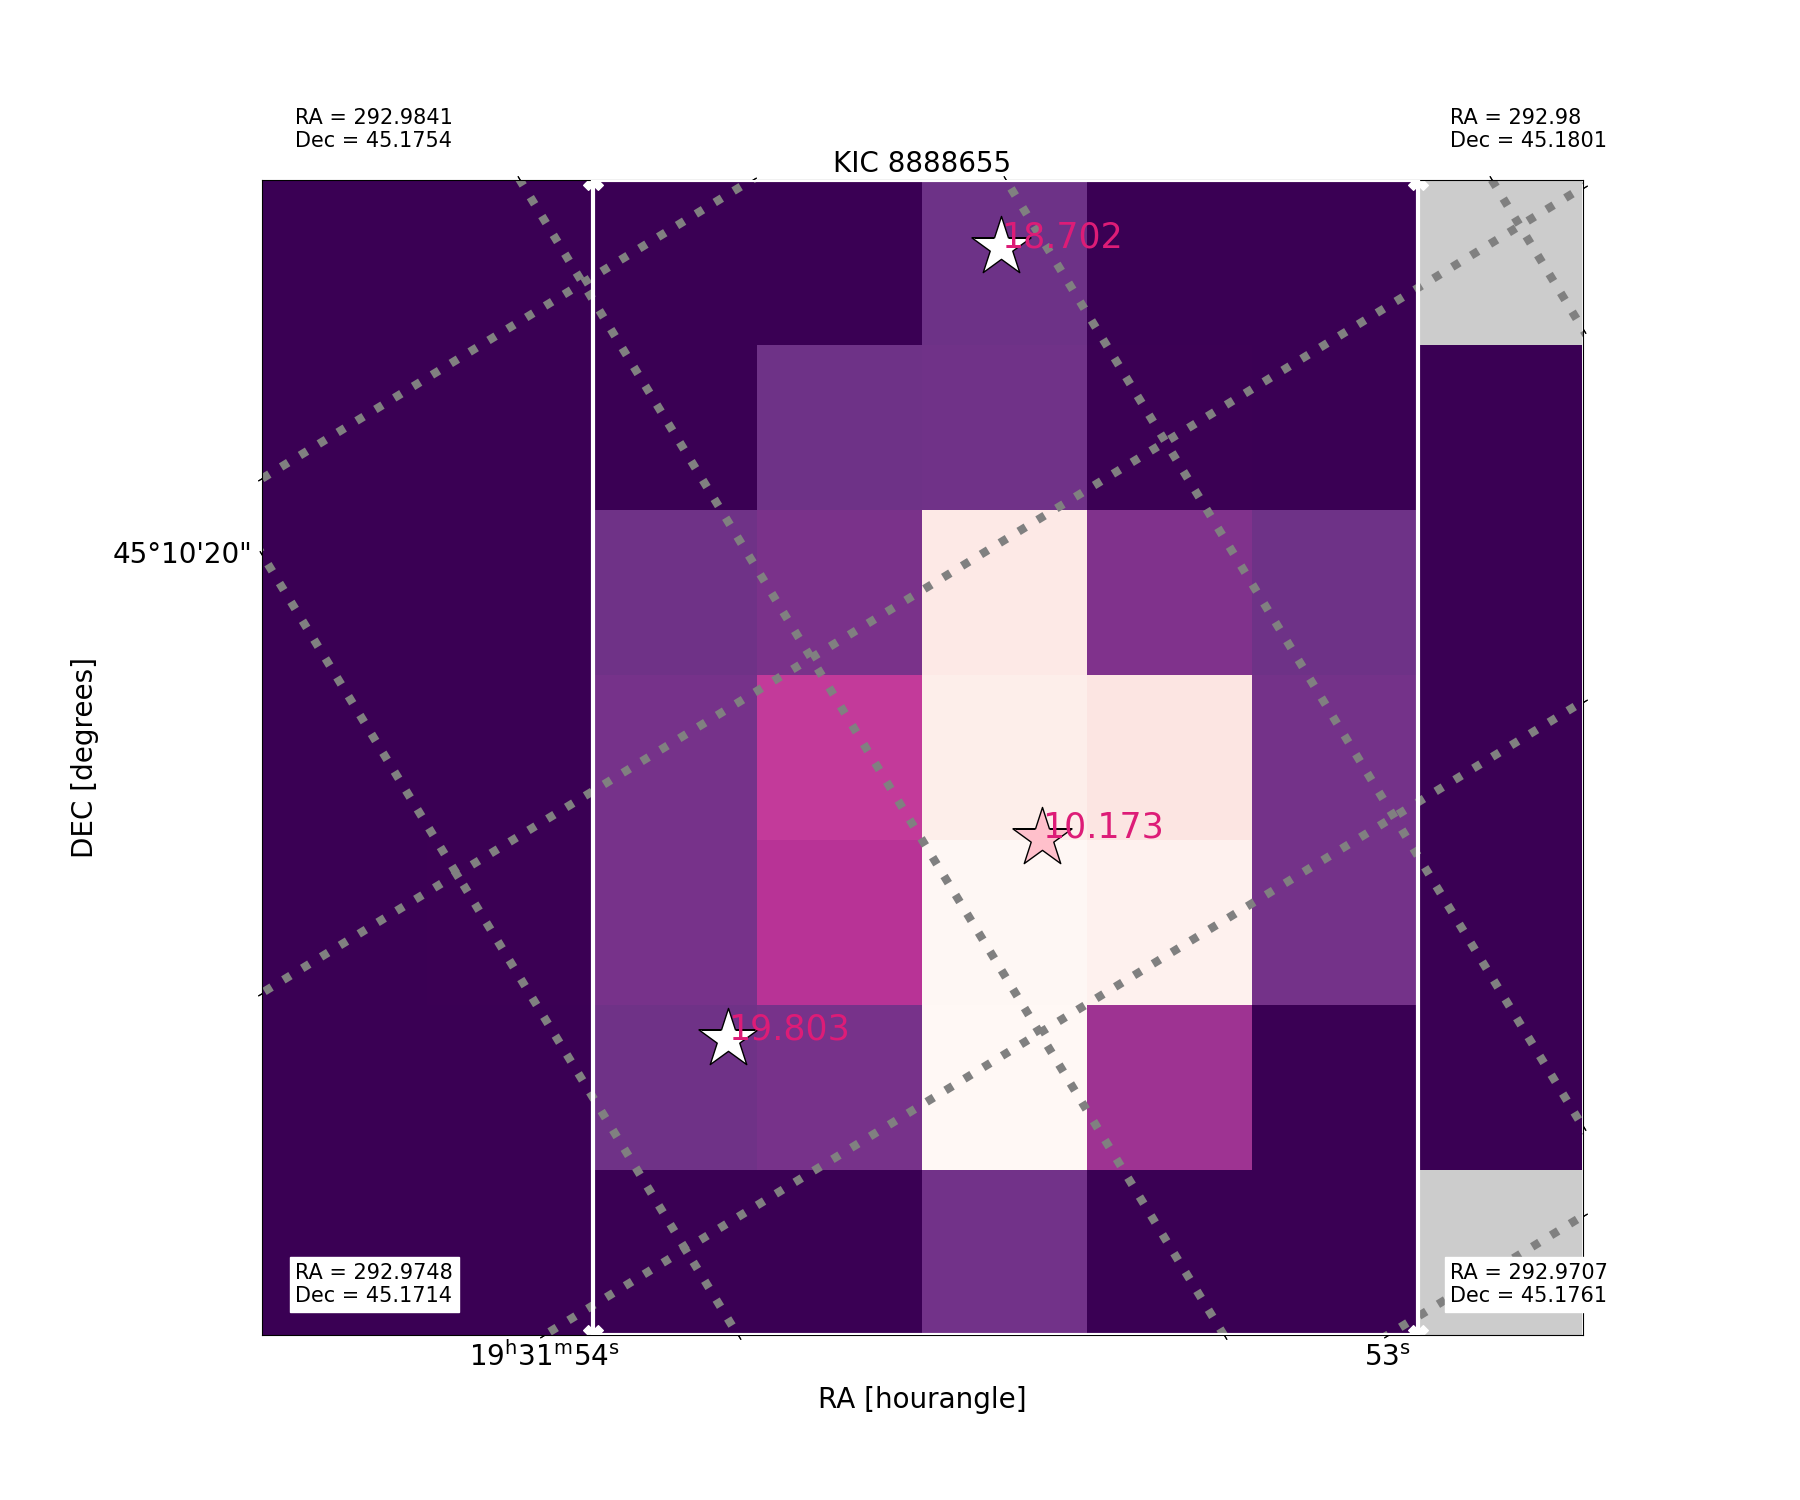 RA = 292.9841
Dec = 45.1754
RA = 292.98
Dec = 45.1801
KIC 8888655
18.702
45°10'20"
DEC [degrees]
10.173
19.803
RA = 292.9748
Dec = 45.1714
RA = 292.9707
Dec = 45.1761
19h31m54s
53s
RA [hourangle]